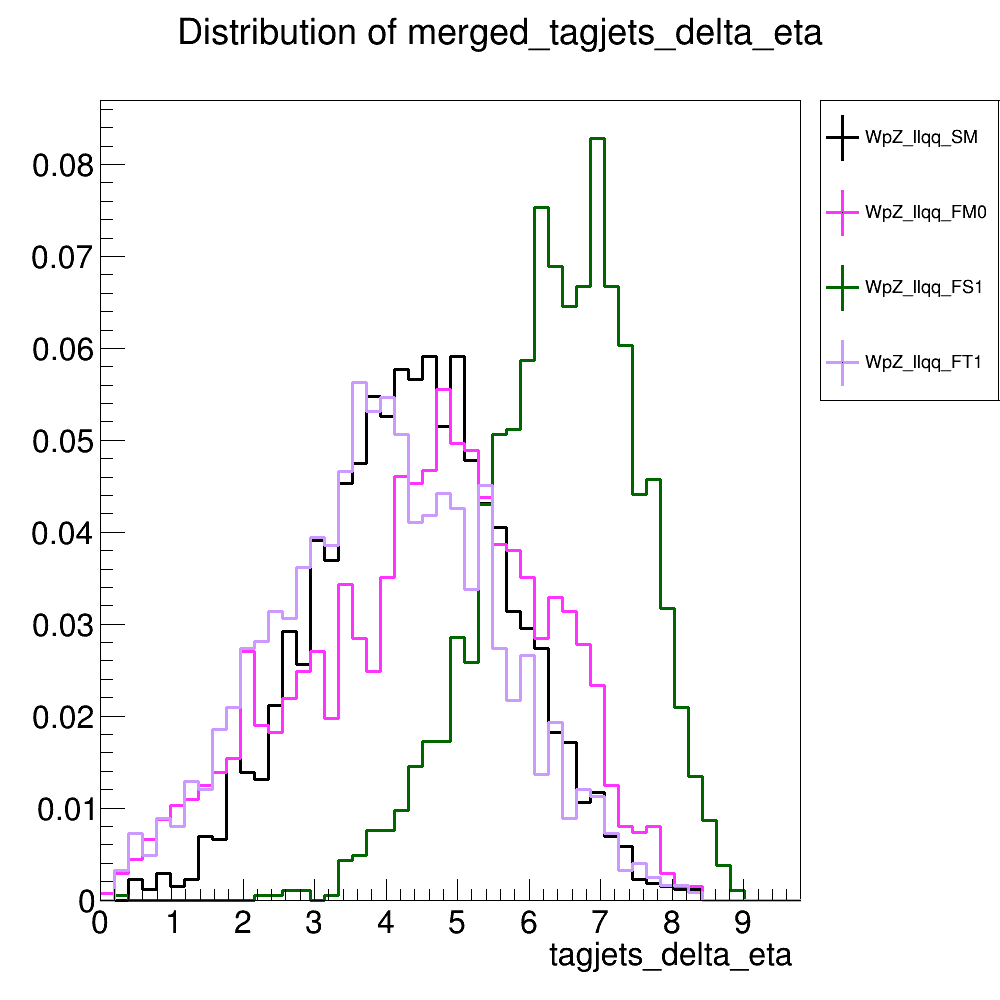 Distribution of merged_tagjets_delta_eta
WpZ_llqq_SM
WpZ_llqq_FM0
WpZ_llqq_FS1
WpZ_llqq_FT1
0.08
0.07
0.06
0.05
0.04
0.03
0.02
0.01
0
0 1 2 3 4 5 6 7 8 9
tagjets_delta_eta